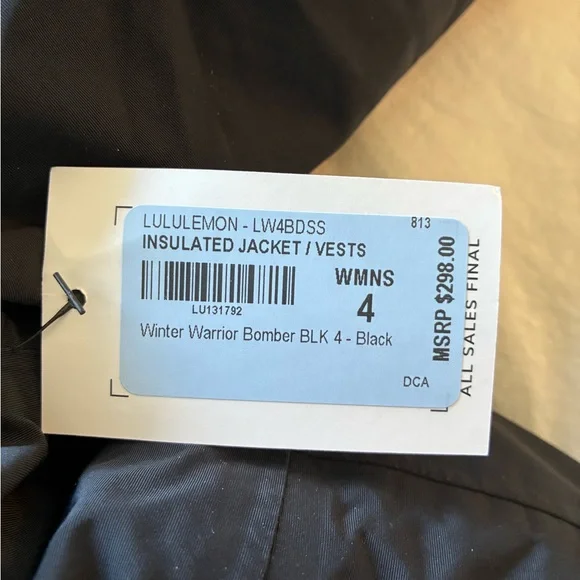 LULULEMON - LW4BDSS
813
INSULATED JACKET / VESTS
LU131792
WMNS
4
Winter Warrior Bomber BLK 4 - Black
DCA
MSRP $298.00
ALL SALES FINAL